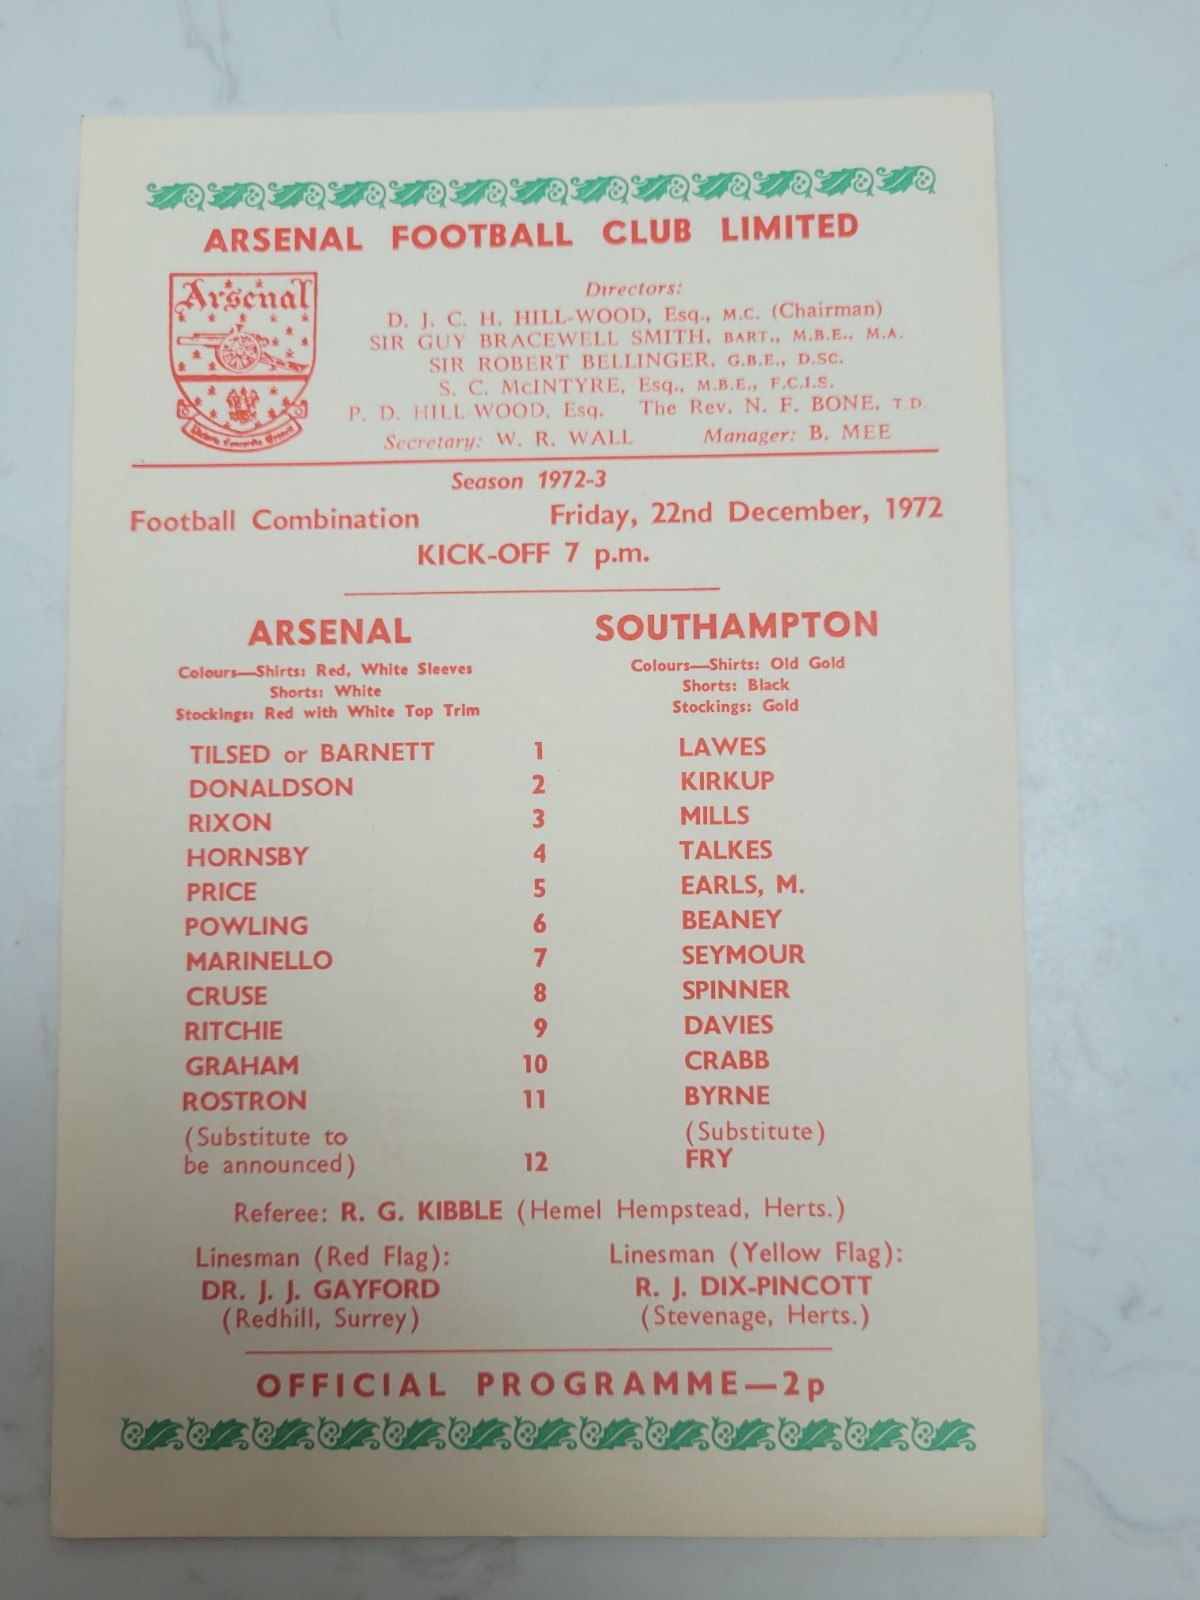 ARSENAL FOOTBALL CLUB LIMITED
Arsenal
Directors:
D. J. C. H. HILL-WOOD, Esq., M.C. (Chairman)
SIR GUY BRACEWELL SMITH, BART., M.B.E., M.A.
SIR ROBERT BELLINGER, G.B.E., D.SC.
S. C. McINTYRE, Esq., M.B.E., F.C.I.S.
P. D. HILL-WOOD, Esq. The Rev. N. F. BONE, T.D.
Secretary: W. R. WALL Manager: B. MEE
Season 1972-3
Football Combination Friday, 22nd December, 1972
KICK-OFF 7 p.m.
ARSENAL SOUTHAMPTON
Colours—Shirts: Red, White Sleeves Colours—Shirts: Old Gold
Shorts: White Shorts: Black
Stockings: Red with White Top Trim Stockings: Gold
TILSED or BARNETT 1 LAWES
DONALDSON 2 KIRKUP
RIXON 3 MILLS
HORNSBY 4 TALKES
PRICE 5 EARLS, M.
POWLING 6 BEANEY
MARINELLO 7 SEYMOUR
CRUSE 8 SPINNER
RITCHIE 9 DAVIES
GRAHAM 10 CRABB
ROSTRON 11 BYRNE
(Substitute to (Substitute)
be announced) 12 FRY
Referee: R. G. KIBBLE (Hemel Hempstead, Herts.)
Linesman (Red Flag): Linesman (Yellow Flag):
DR. J. J. GAYFORD R. J. DIX-PINCOTT
(Redhill, Surrey) (Stevenage, Herts.)
OFFICIAL PROGRAMME—2p